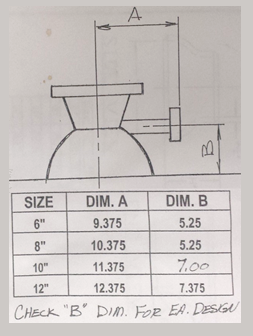 A
B
SIZE DIM. A DIM. B
6" 9.375 5.25
8" 10.375 5.25
10" 11.375 7.00
12" 12.375 7.375
CHECK "B" DIM. FOR EA. DESIGN